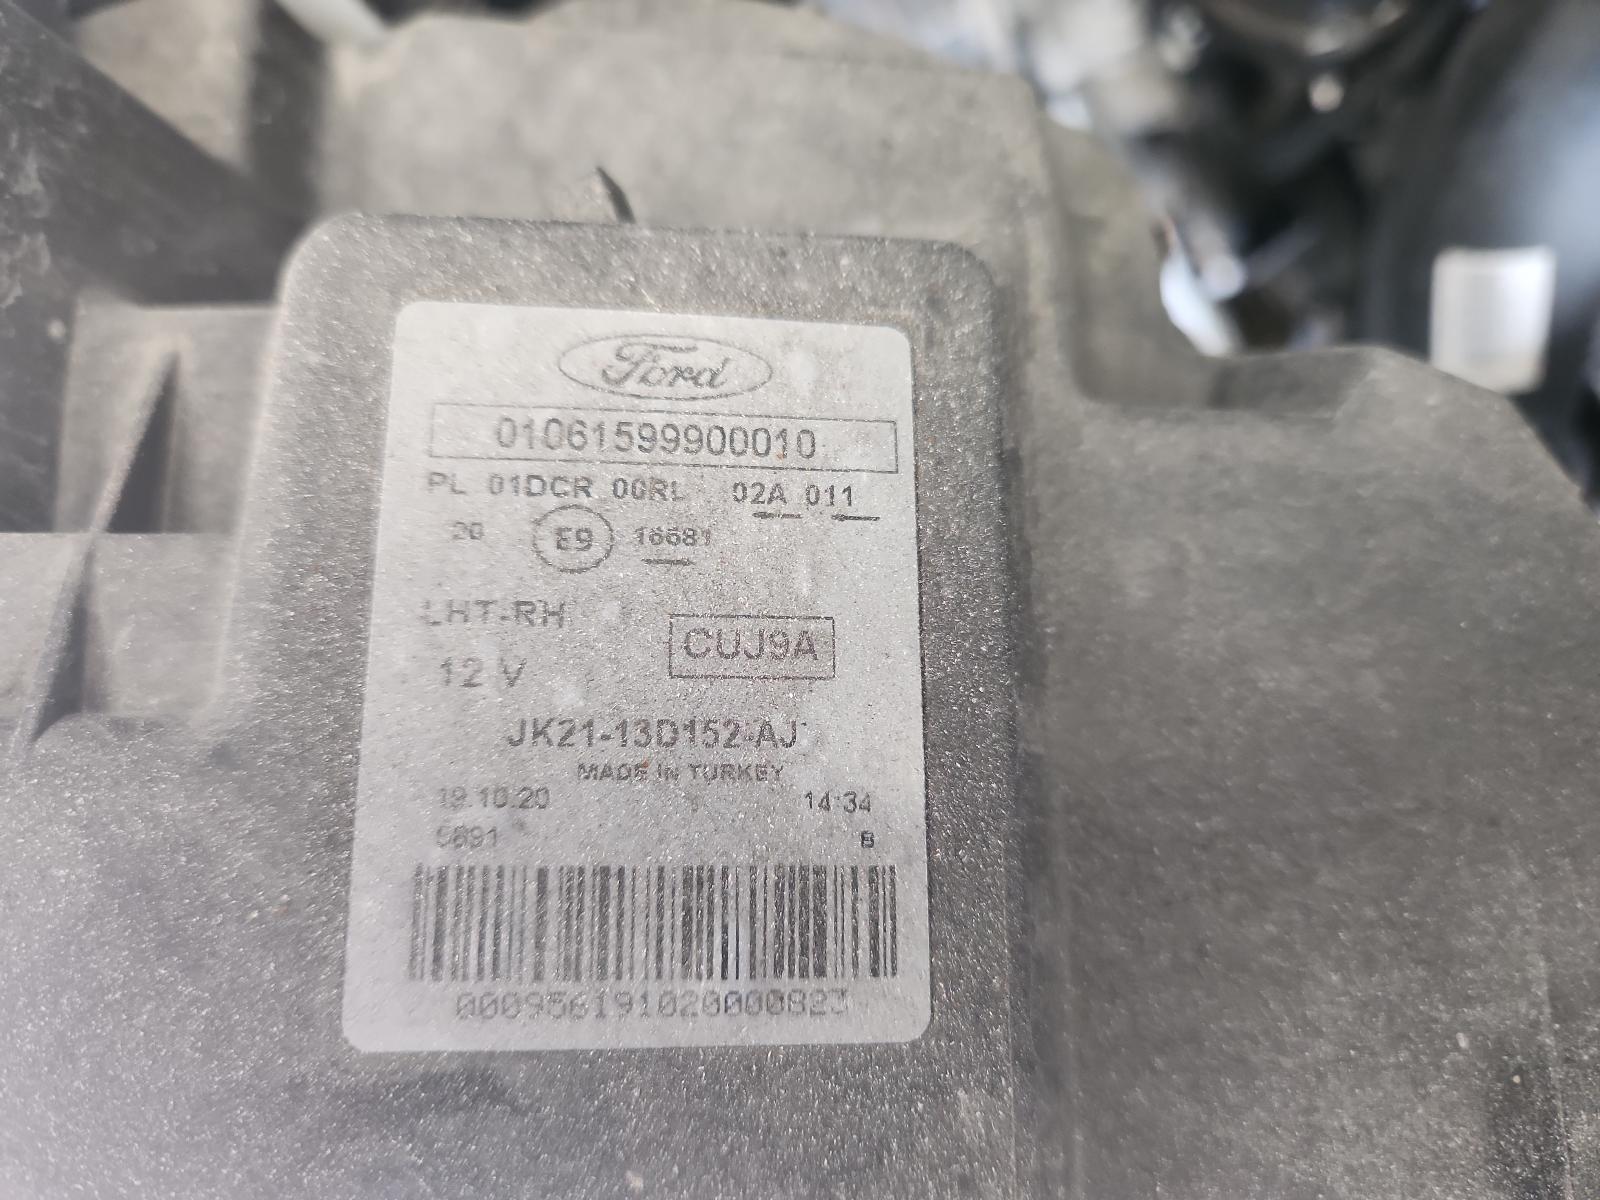 Ford
01061599900010
PL 01DCR 00RL 02A 011
20 E9 16681
LHT-RH
CUJ9A
12 V
JK21-13D152-AJ
MADE IN TURKEY
19.10.20 14:34
B
000956191020000823